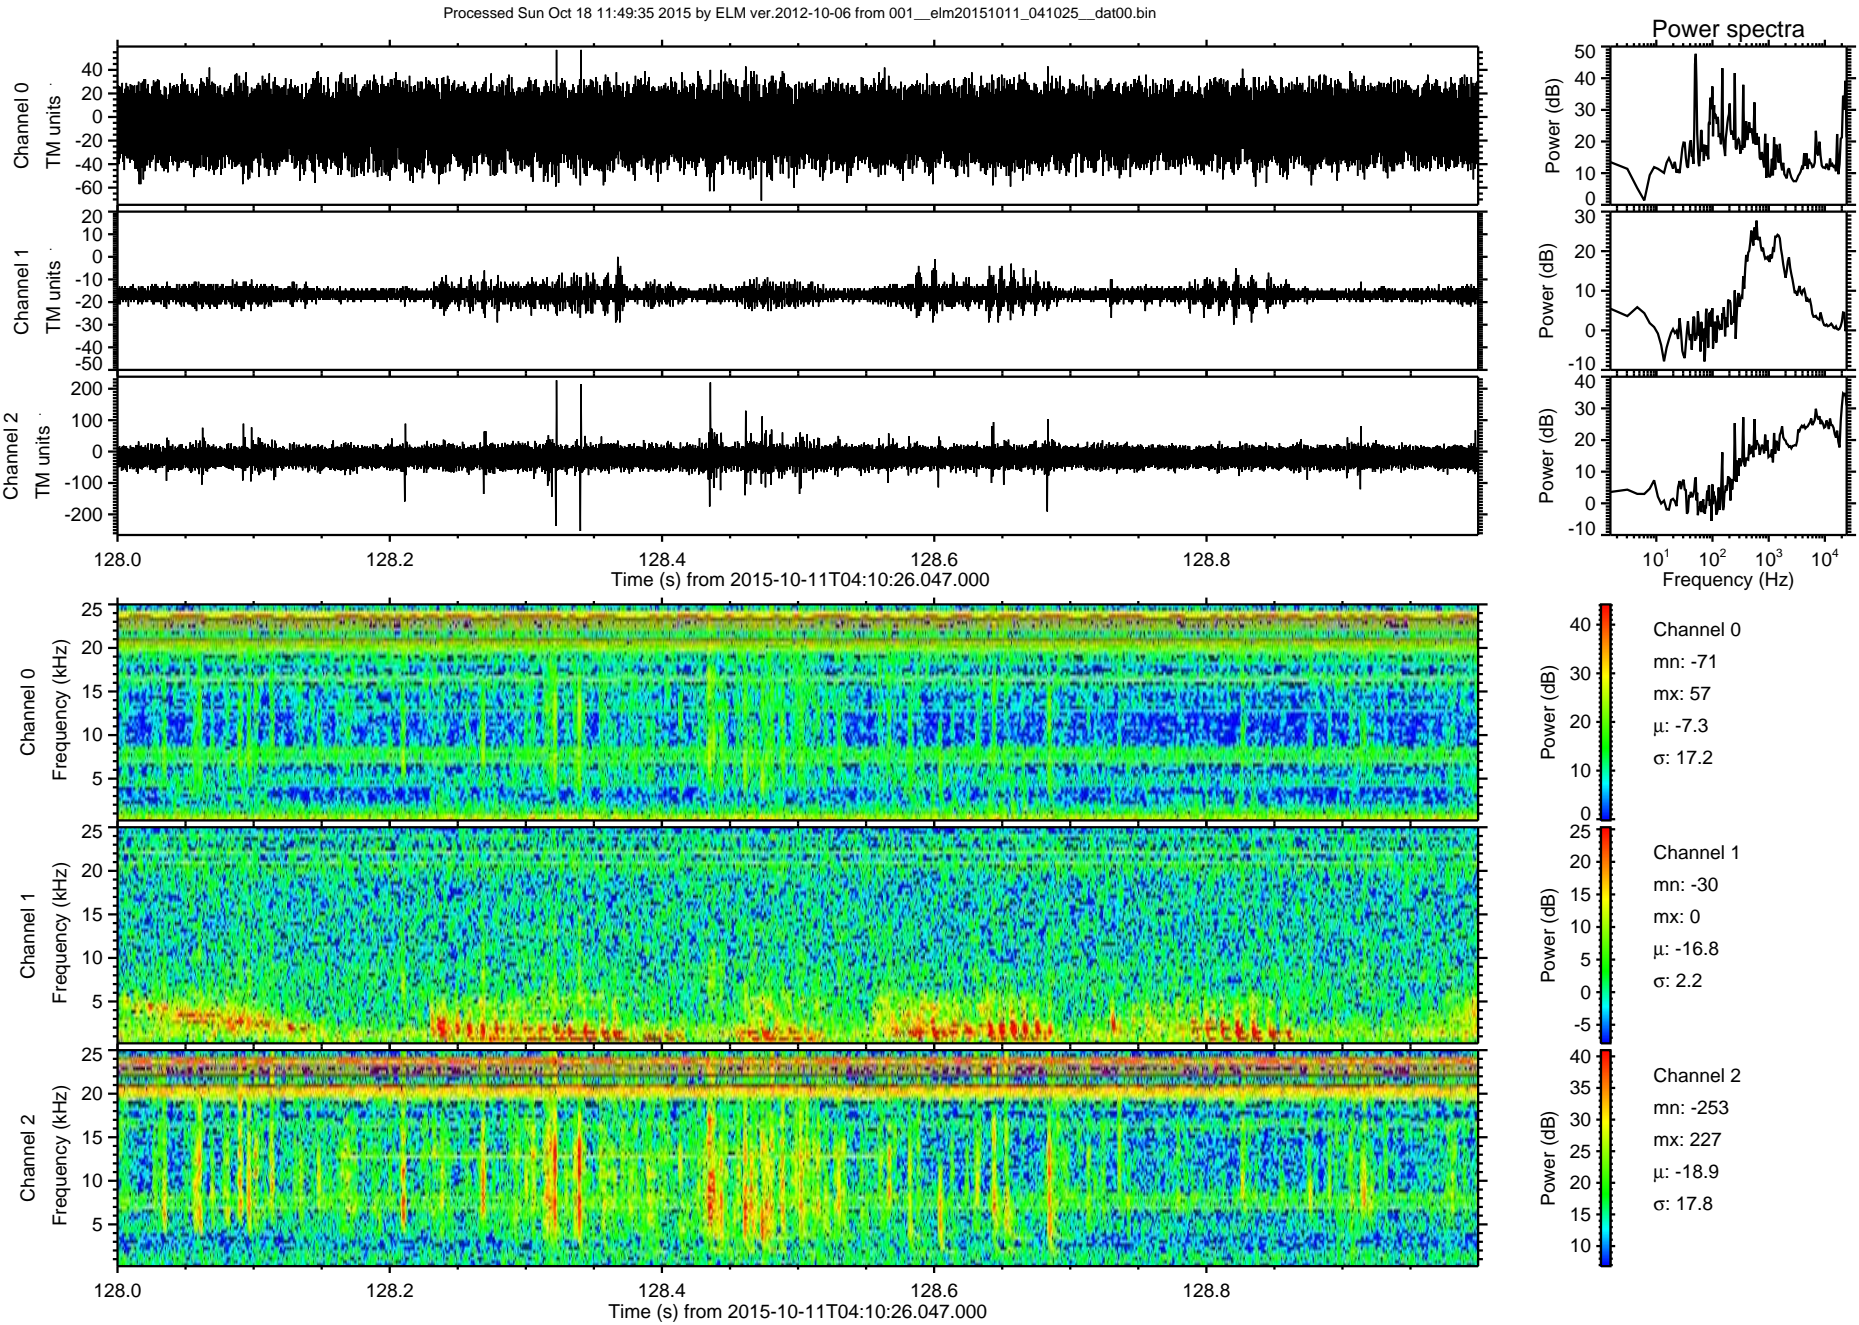 Processed Sun Oct 18 11:49:35 2015 by ELM ver.2012-10-06 from 001__elm20151011_041025__dat00.bin
Power spectra
Channel 0
TM units
40
20
0
-20
-40
-60
Power (dB)
50
40
30
20
10
0
Channel 1
TM units
20
10
0
-10
-20
-30
-40
-50
Power (dB)
30
20
10
0
-10
Channel 2
TM units
200
100
0
-100
-200
Power (dB)
40
30
20
10
0
-10
128.0 128.2 128.4 128.6 128.8
Time (s) from 2015-10-11T04:10:26.047.000
10¹ 10² 10³ 10⁴
Frequency (Hz)
Channel 0
Frequency (kHz)
25
20
15
10
5
Power (dB)
40
30
20
10
0
Channel 0
mn: -71
mx: 57
μ: -7.3
σ: 17.2
Channel 1
Frequency (kHz)
25
20
15
10
5
Power (dB)
25
20
15
10
5
0
-5
Channel 1
mn: -30
mx: 0
μ: -16.8
σ: 2.2
Channel 2
Frequency (kHz)
25
20
15
10
5
Power (dB)
40
35
30
25
20
15
10
Channel 2
mn: -253
mx: 227
μ: -18.9
σ: 17.8
128.0 128.2 128.4 128.6 128.8
Time (s) from 2015-10-11T04:10:26.047.000